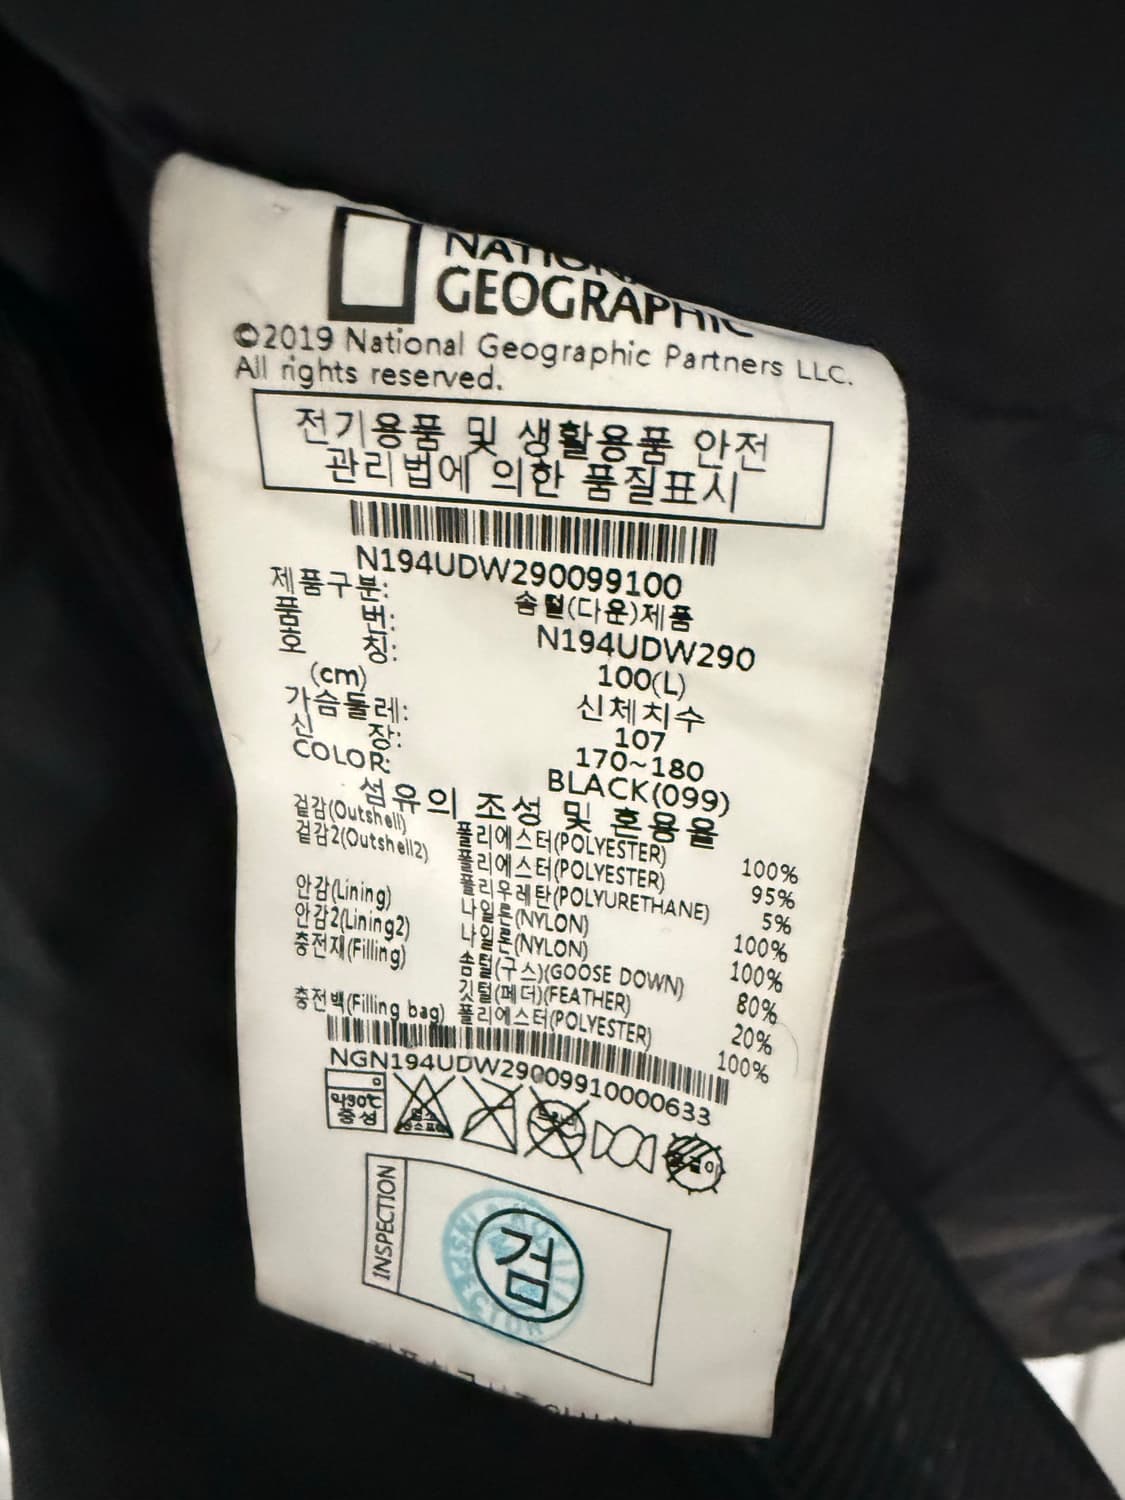 NATIONAL
GEOGRAPHIC
©2019 National Geographic Partners LLC.
All rights reserved.
전기용품 및 생활용품 안전
관리법에 의한 품질표시
N194UDW290099100
제품구분: 솜털(다운)제품
품 번: N194UDW290
호 칭: 100(L)
(cm) 신체치수
가슴둘레: 107
신 장: 170~180
COLOR: BLACK(099)
섬유의 조성 및 혼용율
겉감(Outshell) 폴리에스터(POLYESTER) 100%
겉감2(Outshell2) 폴리에스터(POLYESTER) 95%
폴리우레탄(POLYURETHANE) 5%
안감(Lining) 나일론(NYLON) 100%
안감2(Lining2) 나일론(NYLON) 100%
충전재(Filling) 솜털(구스)(GOOSE DOWN) 80%
깃털(페더)(FEATHER) 20%
충전백(Filling bag) 폴리에스터(POLYESTER) 100%
NGN194UDW29009910000633
약30℃
중성
드라이
INSPECTION
검